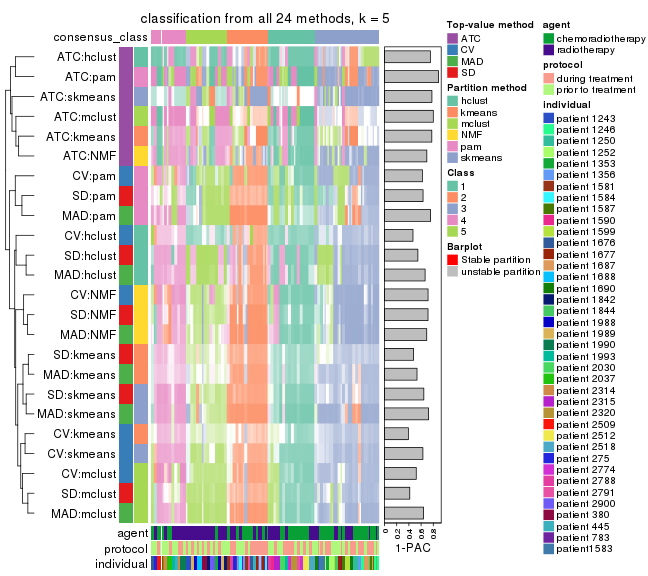 classification from all 24 methods, k = 5
consensus_class
ATC:hclust
ATC:pam
ATC:skmeans
ATC:mclust
ATC:kmeans
ATC:NMF
CV:pam
SD:pam
MAD:pam
CV:hclust
SD:hclust
MAD:hclust
CV:NMF
SD:NMF
MAD:NMF
SD:kmeans
MAD:kmeans
SD:skmeans
MAD:skmeans
CV:kmeans
CV:skmeans
CV:mclust
SD:mclust
MAD:mclust
agent
protocol
individual
0
0.2
0.4
0.6
0.8
1-PAC
Top-value method
ATC
CV
MAD
SD
Partition method
hclust
kmeans
mclust
NMF
pam
skmeans
Class
1
2
3
4
5
Barplot
Stable partition
unstable partition
agent
chemoradiotherapy
radiotherapy
protocol
during treatment
prior to treatment
individual
patient 1243
patient 1246
patient 1250
patient 1252
patient 1353
patient 1356
patient 1581
patient 1584
patient 1587
patient 1590
patient 1599
patient 1676
patient 1677
patient 1687
patient 1688
patient 1690
patient 1842
patient 1844
patient 1988
patient 1989
patient 1990
patient 1993
patient 2030
patient 2037
patient 2314
patient 2315
patient 2320
patient 2509
patient 2512
patient 2518
patient 275
patient 2774
patient 2788
patient 2791
patient 2900
patient 380
patient 445
patient 783
patient1583